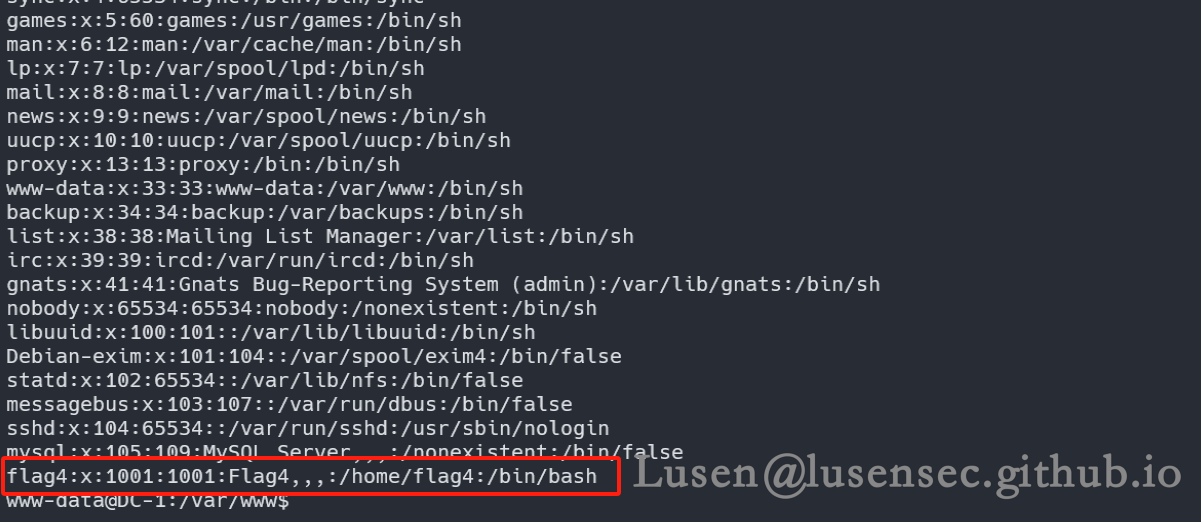 games:x:5:60:games:/usr/games:/bin/sh
man:x:6:12:man:/var/cache/man:/bin/sh
lp:x:7:7:lp:/var/spool/lpd:/bin/sh
mail:x:8:8:mail:/var/mail:/bin/sh
news:x:9:9:news:/var/spool/news:/bin/sh
uucp:x:10:10:uucp:/var/spool/uucp:/bin/sh
proxy:x:13:13:proxy:/bin:/bin/sh
www-data:x:33:33:www-data:/var/www:/bin/sh
backup:x:34:34:backup:/var/backups:/bin/sh
list:x:38:38:Mailing List Manager:/var/list:/bin/sh
irc:x:39:39:ircd:/var/run/ircd:/bin/sh
gnats:x:41:41:Gnats Bug-Reporting System (admin):/var/lib/gnats:/bin/sh
nobody:x:65534:65534:nobody:/nonexistent:/bin/sh
libuuid:x:100:101::/var/lib/libuuid:/bin/sh
Debian-exim:x:101:104::/var/spool/exim4:/bin/false
statd:x:102:65534::/var/lib/nfs:/bin/false
messagebus:x:103:107::/var/run/dbus:/bin/false
sshd:x:104:65534::/var/run/sshd:/usr/sbin/nologin
mysql:x:105:109:MySQL Server,,,:/nonexistent:/bin/false
flag4:x:1001:1001:Flag4,,,:/home/flag4:/bin/bash
Lusen@lusensec.github.io
www-data@DC-1:/var/www$